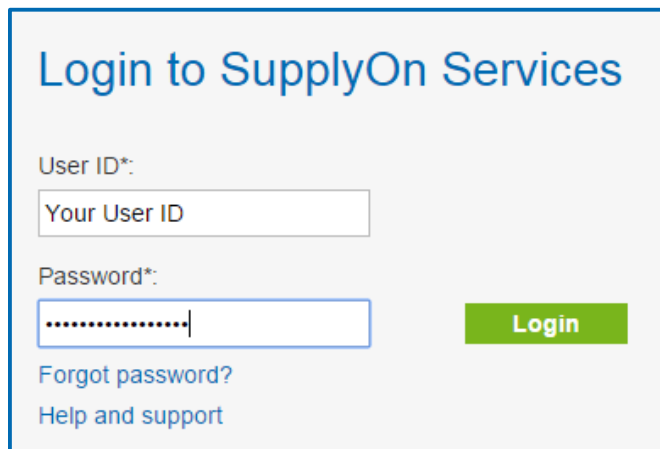 Login to SupplyOn Services
User ID*:
Your User ID
Password*:
•••••••••••••••••
Login
Forgot password?
Help and support